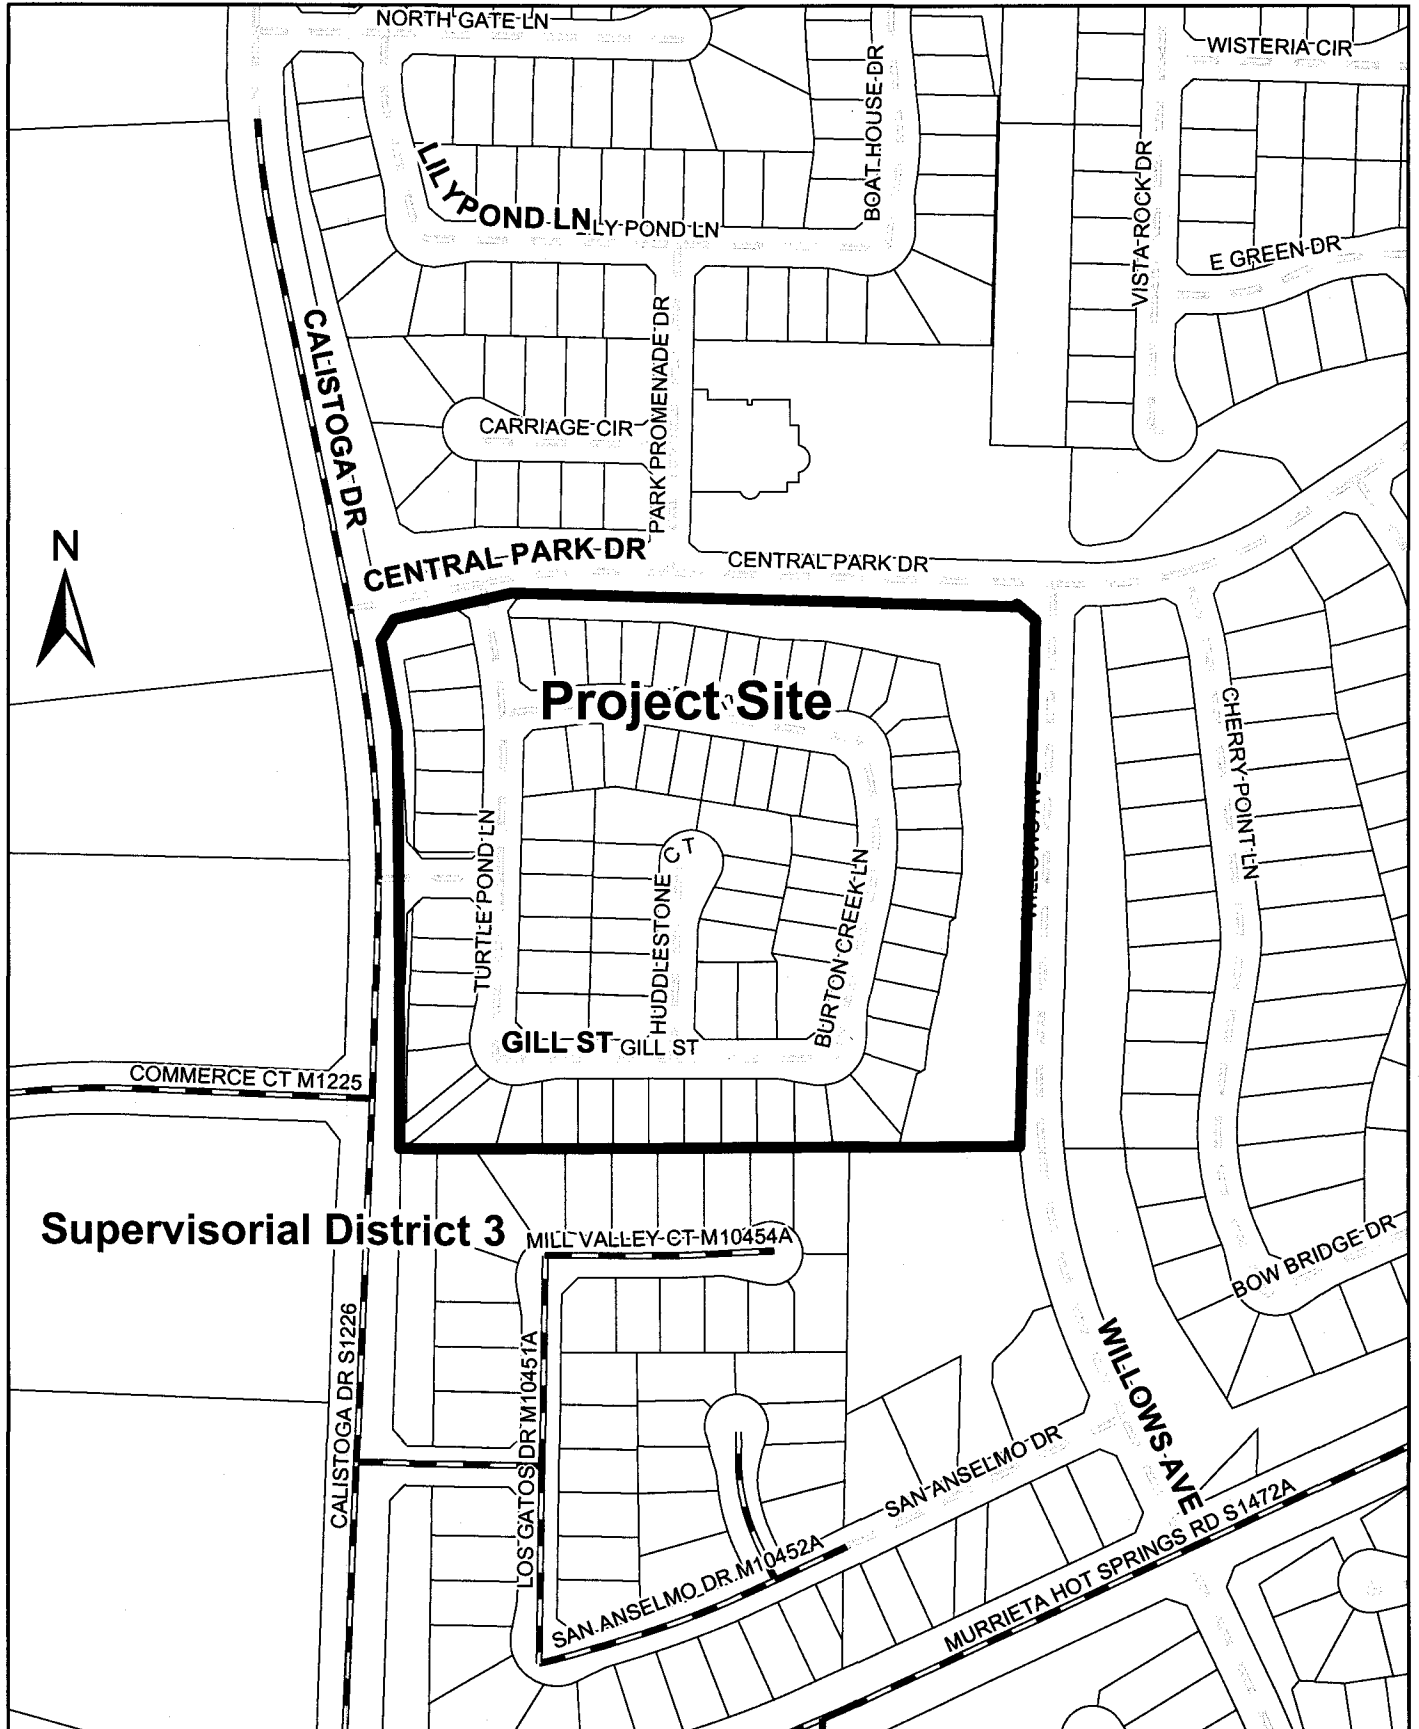 NORTH GATE LN
WISTERIA CIR
BOAT HOUSE DR
LILYPOND LN
LY POND LN
VISTA ROCK DR
E GREEN DR
CALISTOGA DR
PARK PROMENADE DR
CARRIAGE CIR
N
CENTRAL PARK DR
CENTRAL PARK DR
Project Site
CHERRY POINT LN
TURTLE POND LN
HUDDLESTONE CT
BURTON CREEK LN
GILL ST
GILL ST
COMMERCE CT M1225
Supervisorial District 3
MILL VALLEY CT M10454A
BOW BRIDGE DR
CALISTOGA DR S1226
LOS GATOS DR M10451A
WILLOWS AVE
SAN ANSELMO DR
SAN ANSELMO DR M10452A
MURRIETA HOT SPRINGS RD S1472A